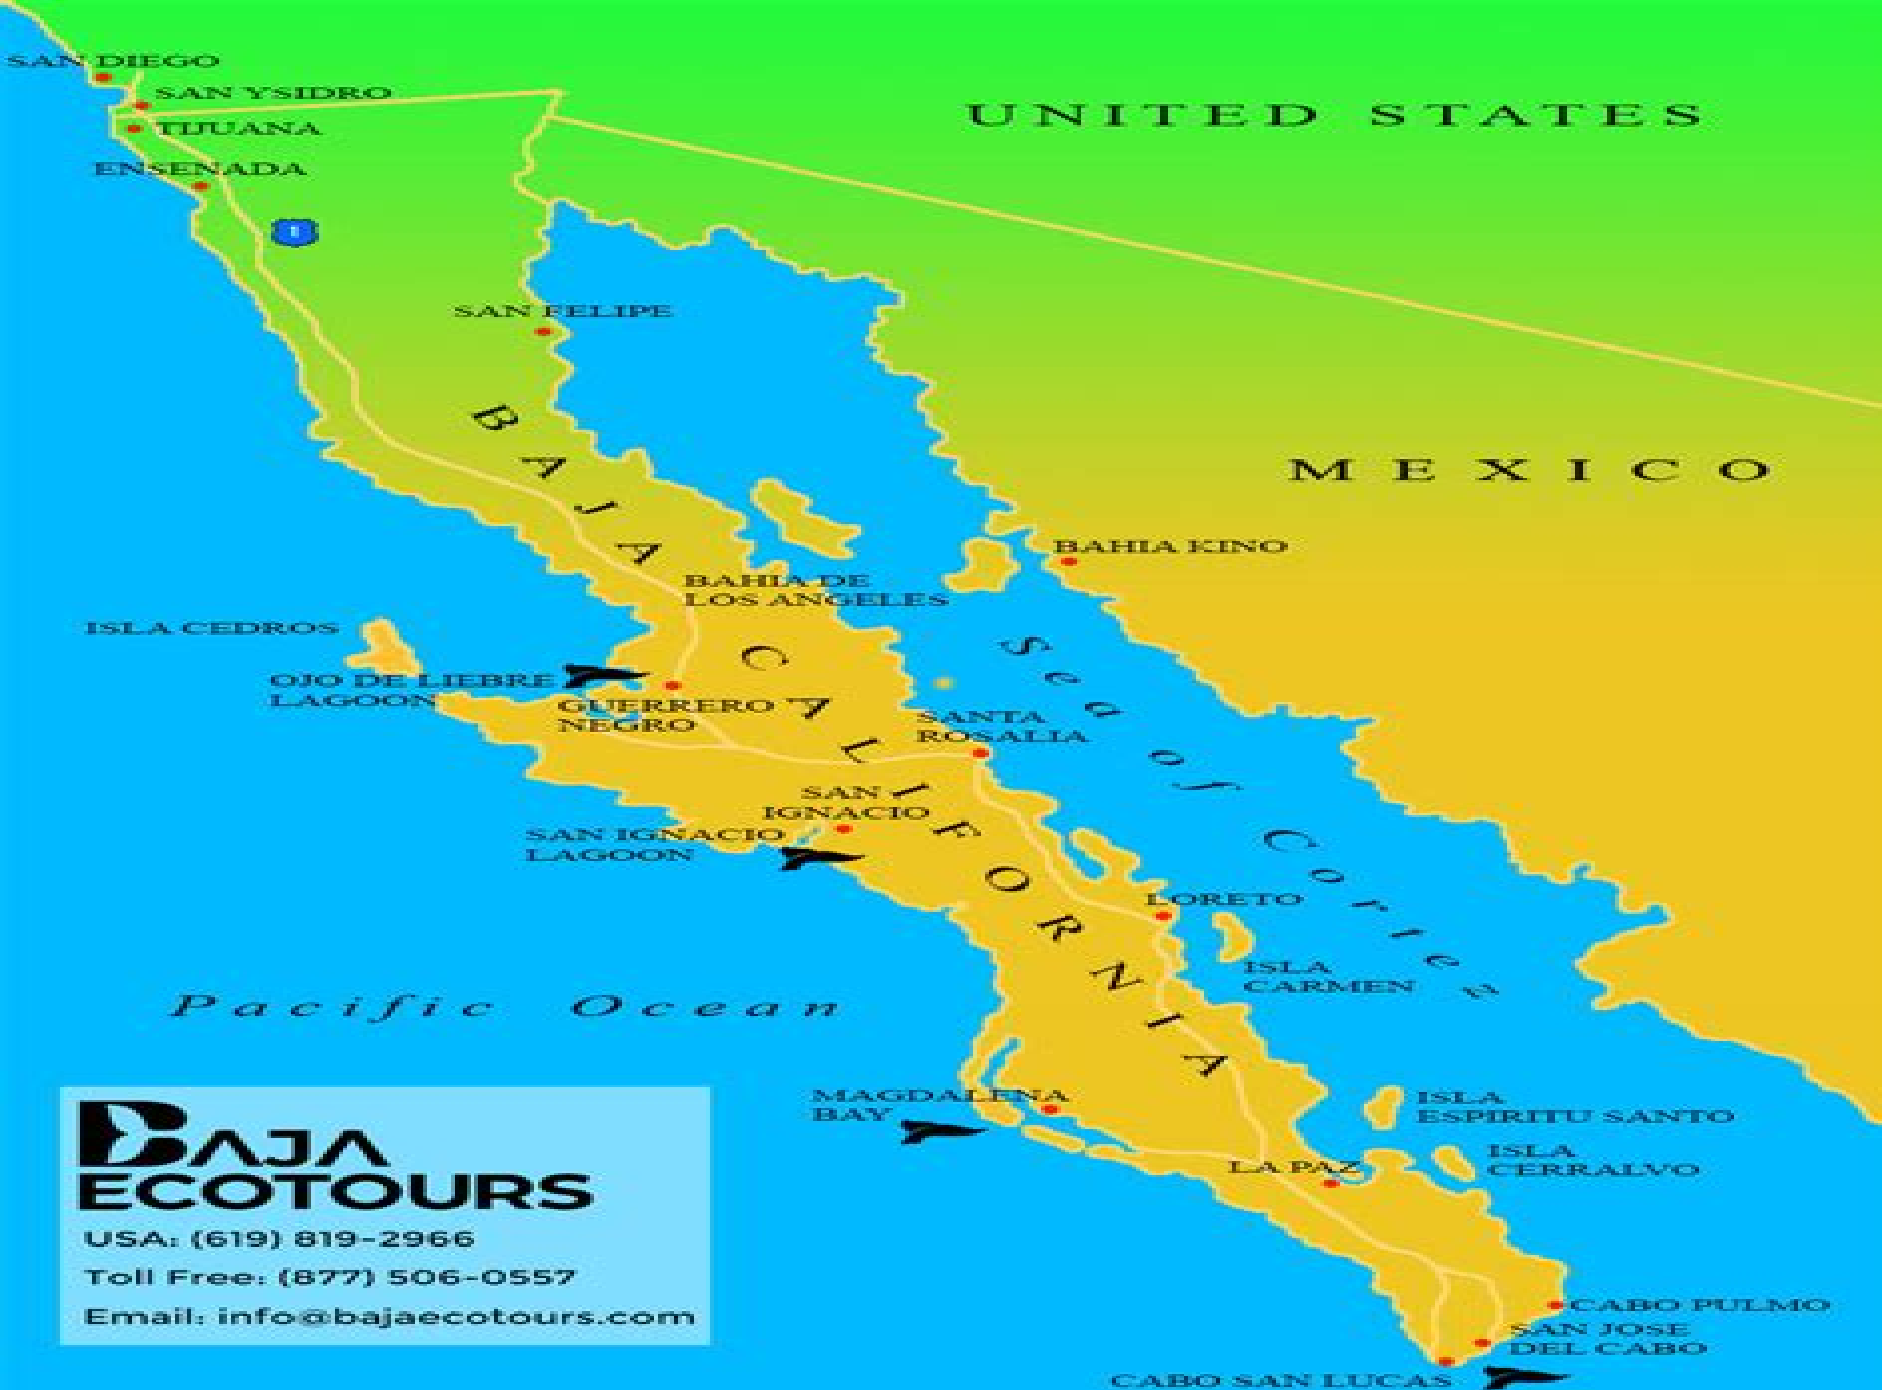 SAN DIEGO
SAN YSIDRO
UNITED STATES
TIJUANA
ENSENADA
1
SAN FELIPE
BAJA CALIFORNIA
MEXICO
BAHIA KINO
BAHIA DE
LOS ANGELES
ISLA CEDROS
Sea of Cortez
OJO DE LIEBRE
LAGOON
GUERRERO
NEGRO
SANTA
ROSALIA
SAN
IGNACIO
SAN IGNACIO
LAGOON
LORETO
ISLA
CARMEN
Pacific Ocean
MAGDALENA
BAY
ISLA
ESPIRITU SANTO
ISLA
CERRALVO
LA PAZ
BAJA
ECOTOURS
USA: (619) 819-2966
Toll Free: (877) 506-0557
Email: info@bajaecotours.com
CABO PULMO
SAN JOSE
DEL CABO
CABO SAN LUCAS